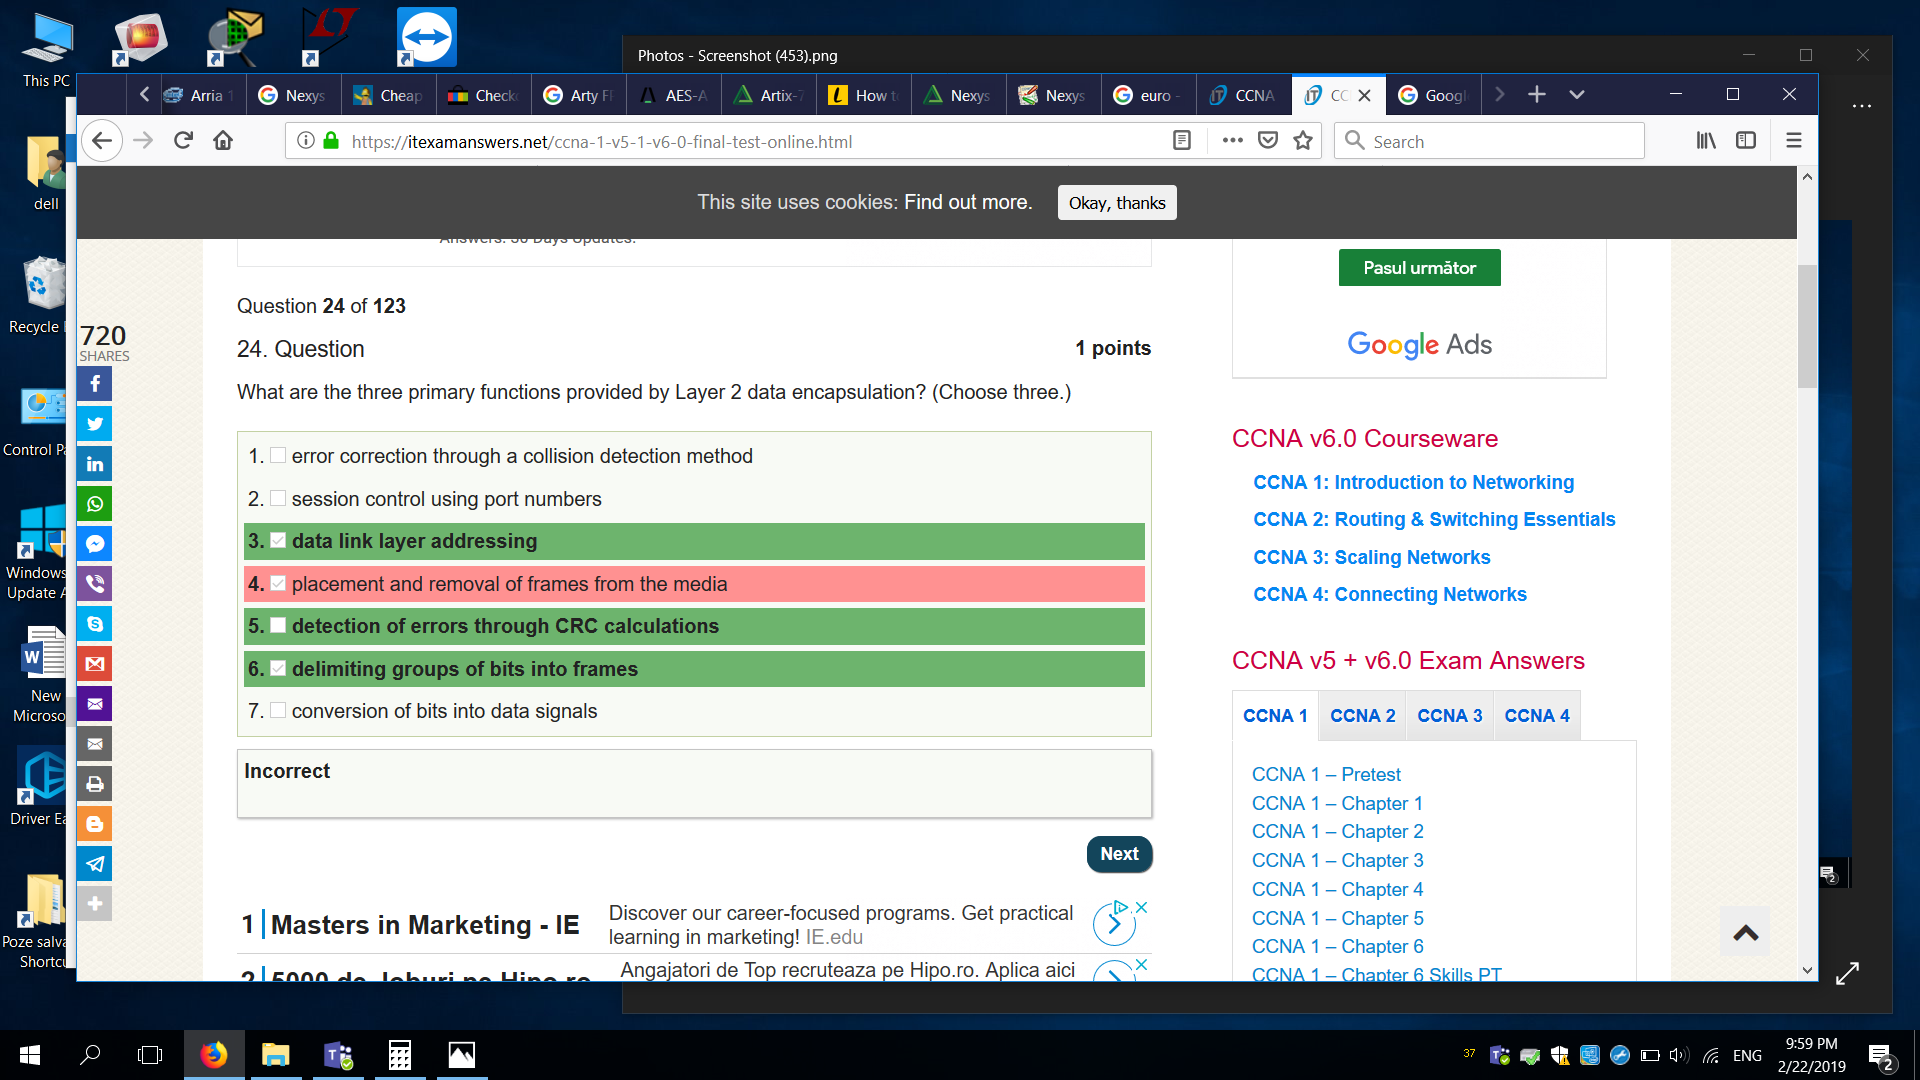 This PC
dell
Recycle
Control Pa
Windows
Update A
New
Microso
Driver Ea
Poze salva
Shortcu
Photos - Screenshot (453).png
Arria 1
Nexys
Cheap
Check
Arty FP
AES-A
Artix-7
How to
Nexys
Nexys
euro -
CCNA
CC
Googl
https://itexamanswers.net/ccna-1-v5-1-v6-0-final-test-online.html
Search
This site uses cookies: Find out more.
Okay, thanks
Answers. 30 Days Updates.
720
SHARES
Question 24 of 123
24. Question
1 points
What are the three primary functions provided by Layer 2 data encapsulation? (Choose three.)
1. error correction through a collision detection method
2. session control using port numbers
3. data link layer addressing
4. placement and removal of frames from the media
5. detection of errors through CRC calculations
6. delimiting groups of bits into frames
7. conversion of bits into data signals
Incorrect
Next
1 Masters in Marketing - IE
Discover our career-focused programs. Get practical
learning in marketing! IE.edu
2 5000 de Joburi pe Hipo.ro
Angajatori de Top recruteaza pe Hipo.ro. Aplica aici
Pasul următor
Google Ads
CCNA v6.0 Courseware
CCNA 1: Introduction to Networking
CCNA 2: Routing & Switching Essentials
CCNA 3: Scaling Networks
CCNA 4: Connecting Networks
CCNA v5 + v6.0 Exam Answers
CCNA 1 CCNA 2 CCNA 3 CCNA 4
CCNA 1 – Pretest
CCNA 1 – Chapter 1
CCNA 1 – Chapter 2
CCNA 1 – Chapter 3
CCNA 1 – Chapter 4
CCNA 1 – Chapter 5
CCNA 1 – Chapter 6
CCNA 1 – Chapter 6 Skills PT
2
37
ENG
9:59 PM
2/22/2019
2